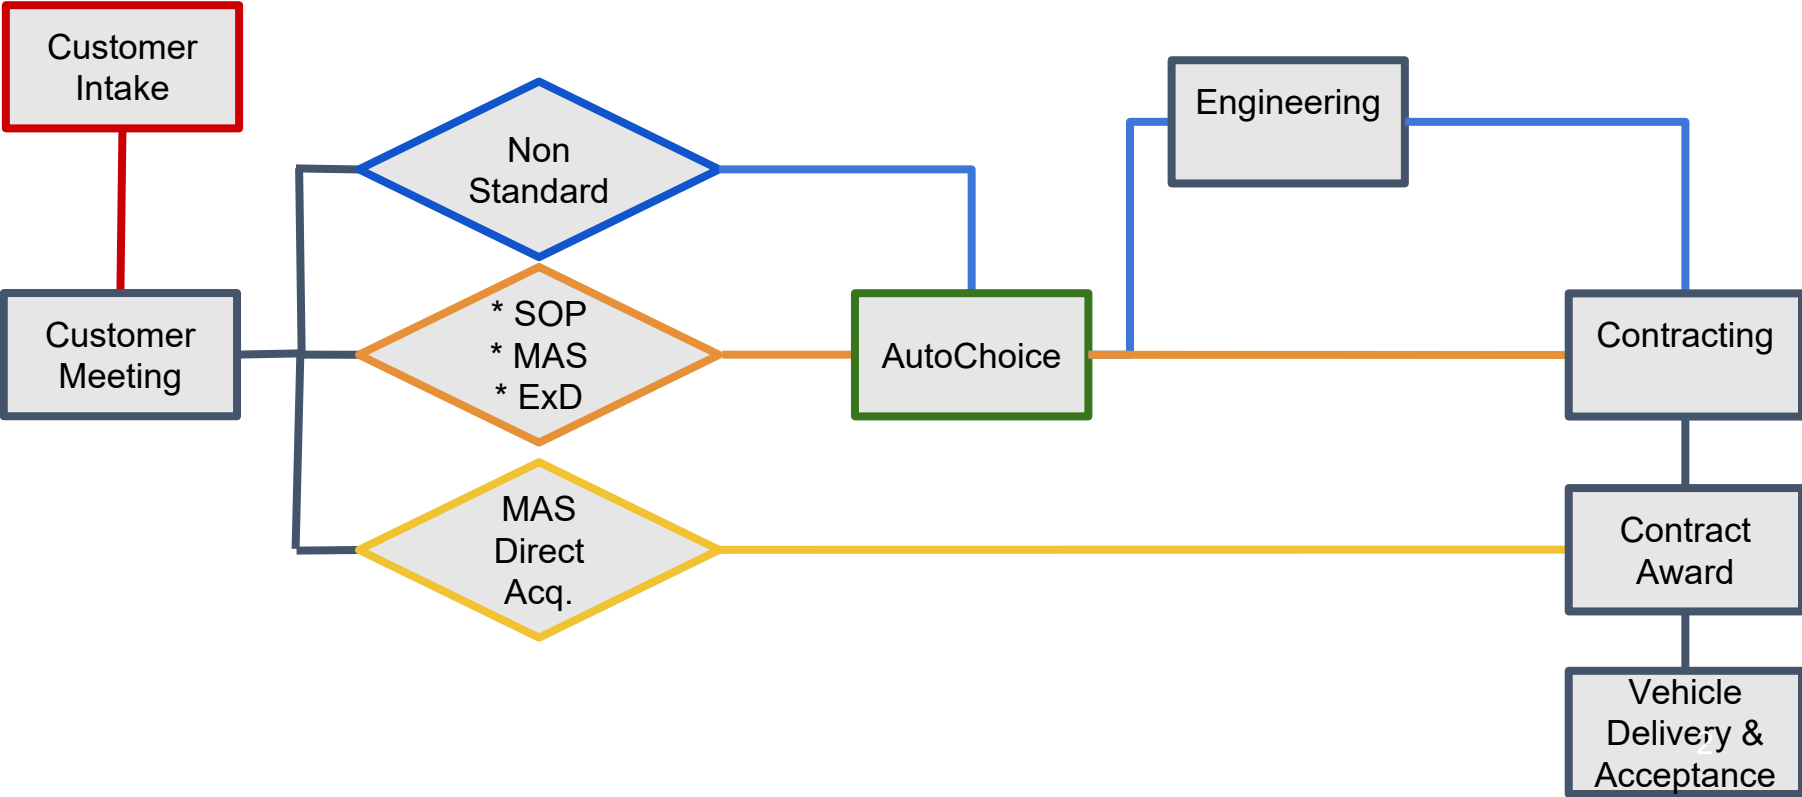 Customer
Intake
Customer
Meeting
Non
Standard
* SOP
* MAS
* ExD
MAS
Direct
Acq.
AutoChoice
Engineering
Contracting
Contract
Award
Vehicle
Delivery &
Acceptance
2